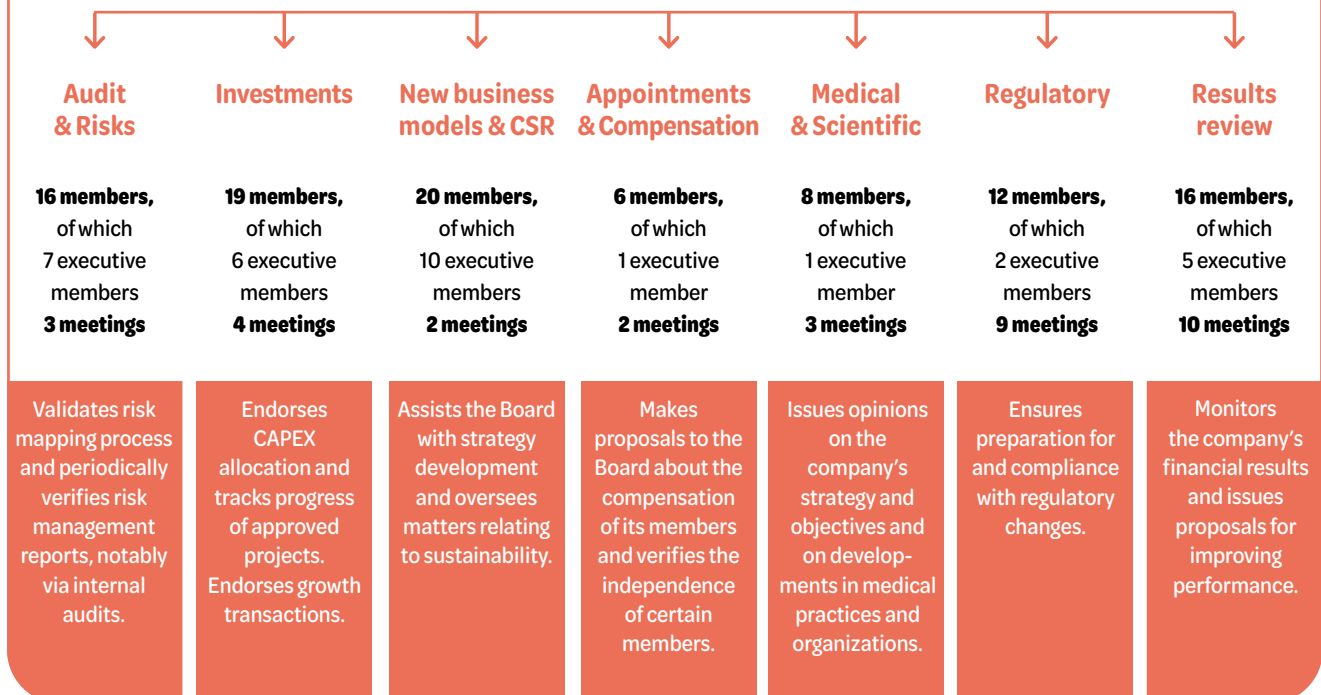 Audit
& Risks
16 members,
of which
7 executive
members
3 meetings
Validates risk
mapping process
and periodically
verifies risk
management
reports, notably
via internal
audits.
Investments
19 members,
of which
6 executive
members
4 meetings
Endorses
CAPEX
allocation and
tracks progress
of approved
projects.
Endorses growth
transactions.
New business
models & CSR
20 members,
of which
10 executive
members
2 meetings
Assists the Board
with strategy
development
and oversees
matters relating
to sustainability.
Appointments
& Compensation
6 members,
of which
1 executive
member
2 meetings
Makes
proposals to the
Board about the
compensation
of its members
and verifies the
independence
of certain
members.
Medical
& Scientific
8 members,
of which
1 executive
member
3 meetings
Issues opinions
on the
company's
strategy and
objectives and
on develop-
ments in medical
practices and
organizations.
Regulatory
12 members,
of which
2 executive
members
9 meetings
Ensures
preparation for
and compliance
with regulatory
changes.
Results
review
16 members,
of which
5 executive
members
10 meetings
Monitors
the company's
financial results
and issues
proposals for
improving
performance.